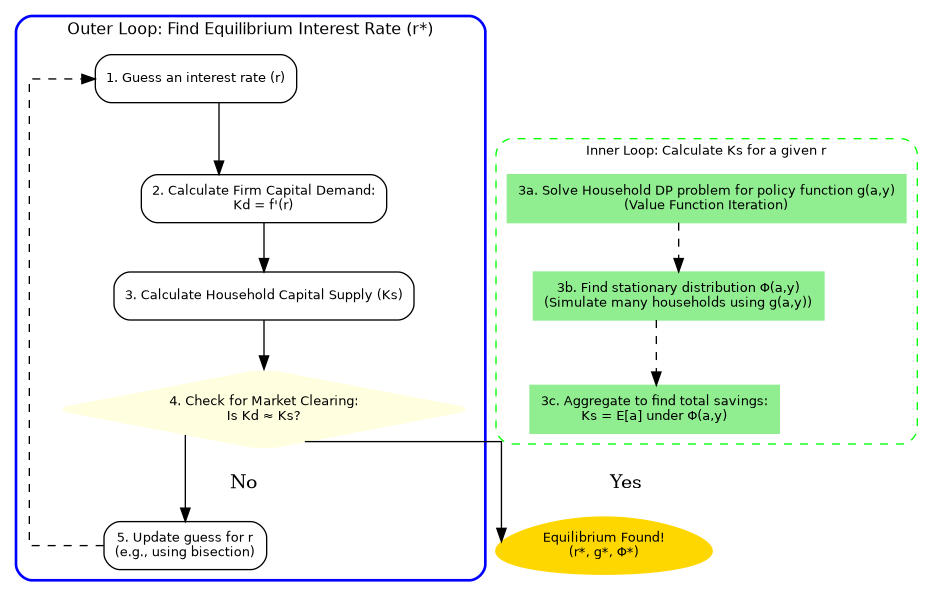 Outer Loop: Find Equilibrium Interest Rate (r*)
1. Guess an interest rate (r)
2. Calculate Firm Capital Demand:
Kd = f'(r)
3. Calculate Household Capital Supply (Ks)
4. Check for Market Clearing:
Is Kd ≈ Ks?
No
5. Update guess for r
(e.g., using bisection)
Inner Loop: Calculate Ks for a given r
3a. Solve Household DP problem for policy function g(a,y)
(Value Function Iteration)
3b. Find stationary distribution Φ(a,y)
(Simulate many households using g(a,y))
3c. Aggregate to find total savings:
Ks = E[a] under Φ(a,y)
Yes
Equilibrium Found!
(r*, g*, Φ*)